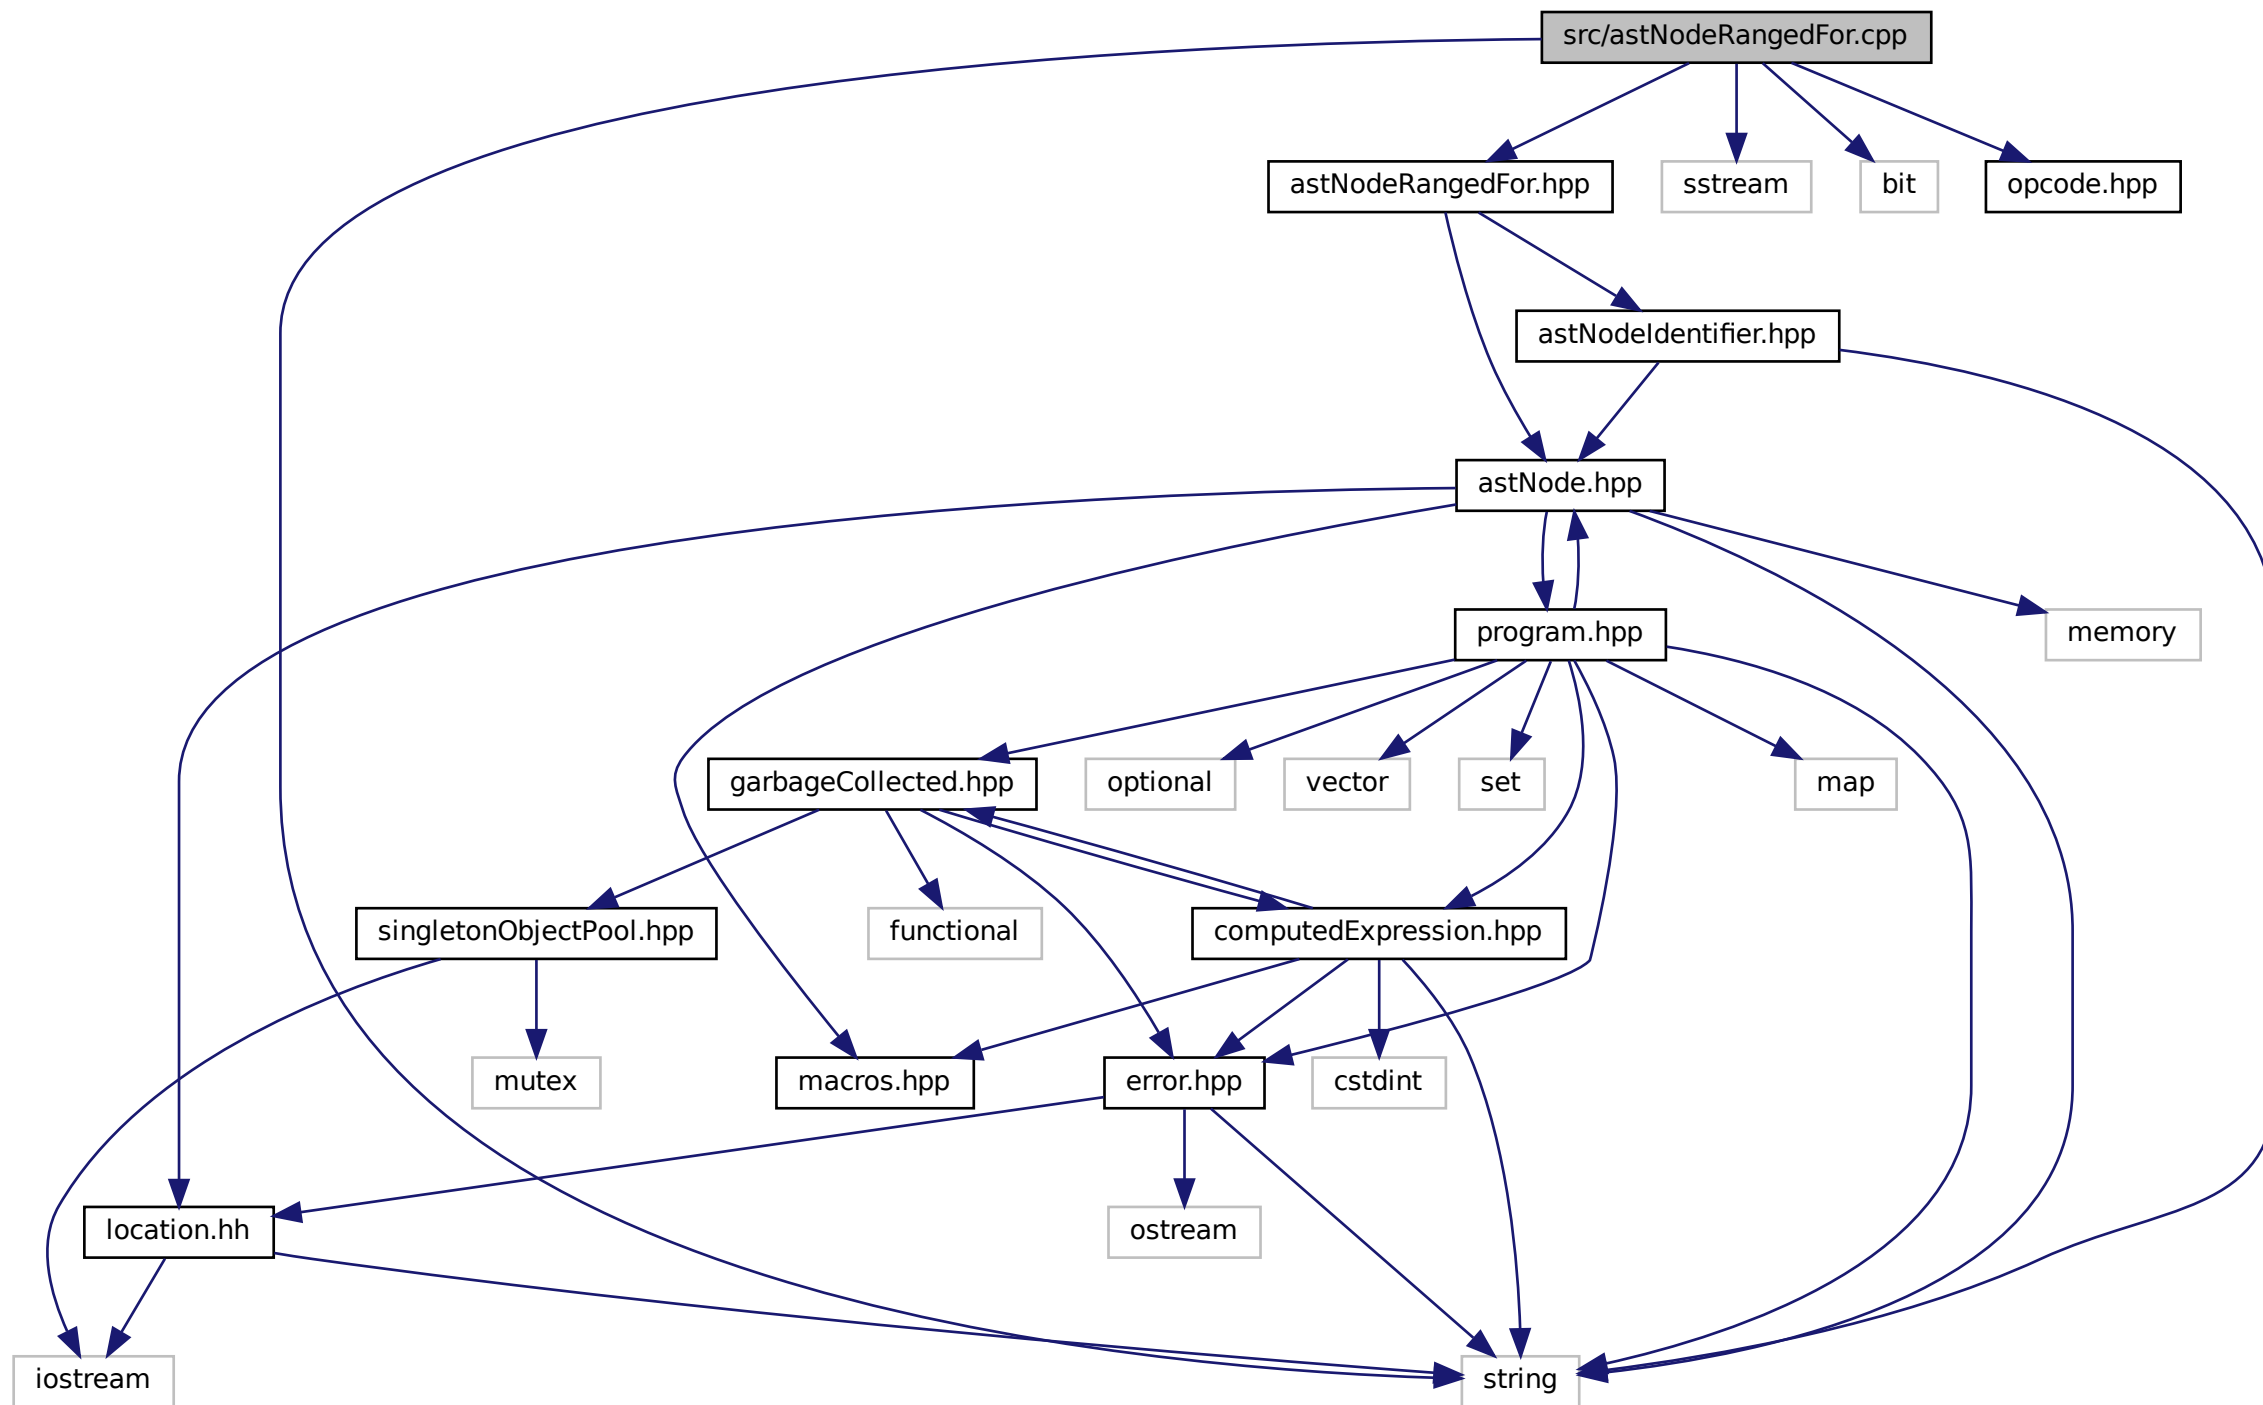 src/astNodeRangedFor.cpp
astNodeRangedFor.hpp
sstream
bit
opcode.hpp
astNodeIdentifier.hpp
astNode.hpp
program.hpp
memory
garbageCollected.hpp
optional
vector
set
map
singletonObjectPool.hpp
functional
computedExpression.hpp
mutex
macros.hpp
error.hpp
cstdint
location.hh
ostream
iostream
string